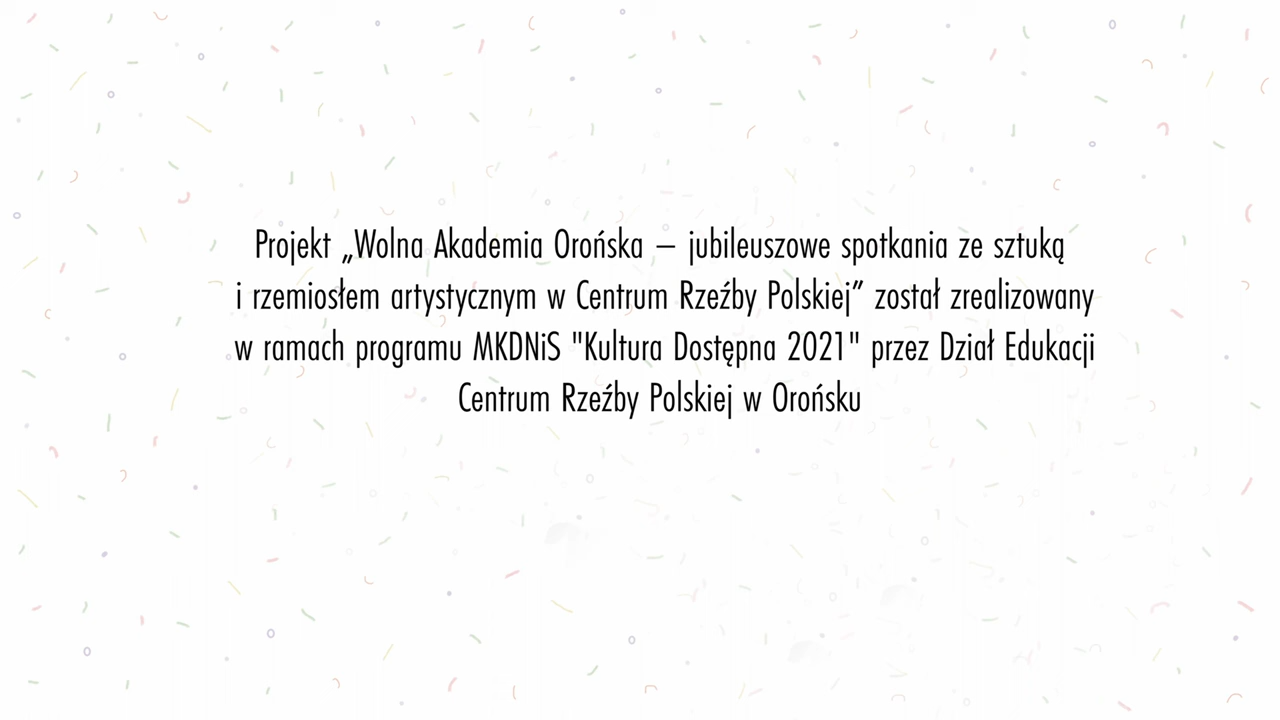 Projekt „Wolna Akademia Orońska – jubileuszowe spotkania ze sztuką
i rzemiosłem artystycznym w Centrum Rzeźby Polskiej” został zrealizowany
w ramach programu MKDNiS "Kultura Dostępna 2021" przez Dział Edukacji
Centrum Rzeźby Polskiej w Orońsku